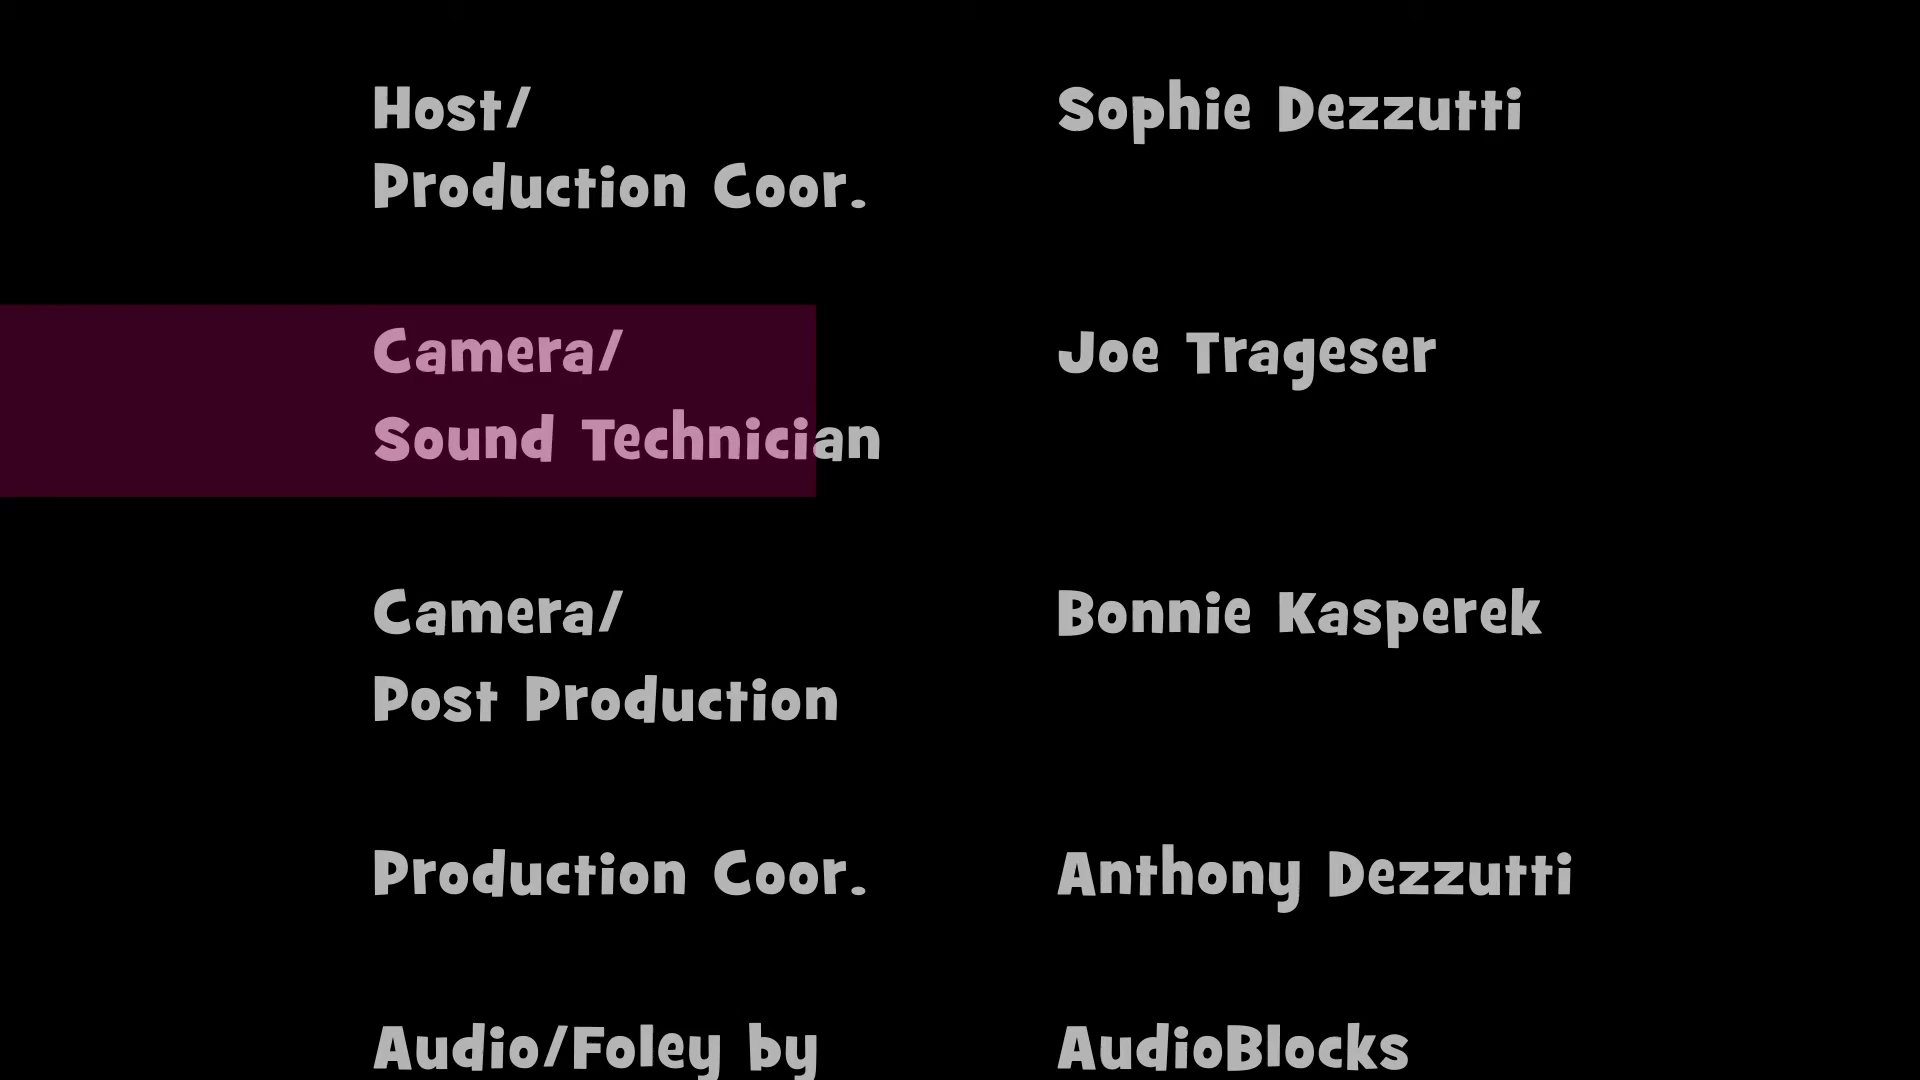 Host/ Sophie Dezzutti
Production Coor.
Camera/ Joe Trageser
Sound Technician
Camera/ Bonnie Kasperek
Post Production
Production Coor. Anthony Dezzutti
Audio/Foley by AudioBlocks